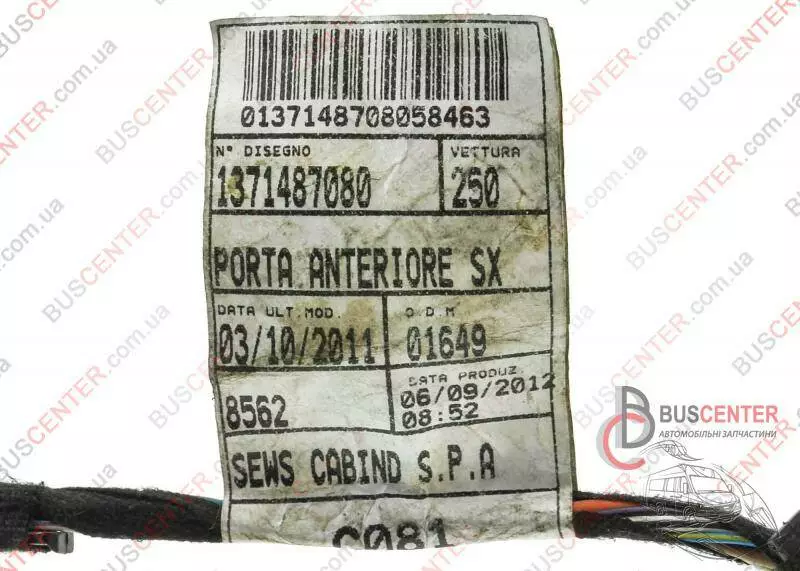 0137148708058463
N° DISEGNO
VETTURA
1371487080
250
PORTA ANTERIORE SX
DATA ULT.MOD.
O.D.M
03/10/2011
01649
DATA PRODUZ.
8562
06/09/2012
08:52
SEWS CABIND S.P.A
C081
BUSCENTER
АВТОМОБІЛЬНІ ЗАПЧАСТИНИ
BUSCENTER.com.ua